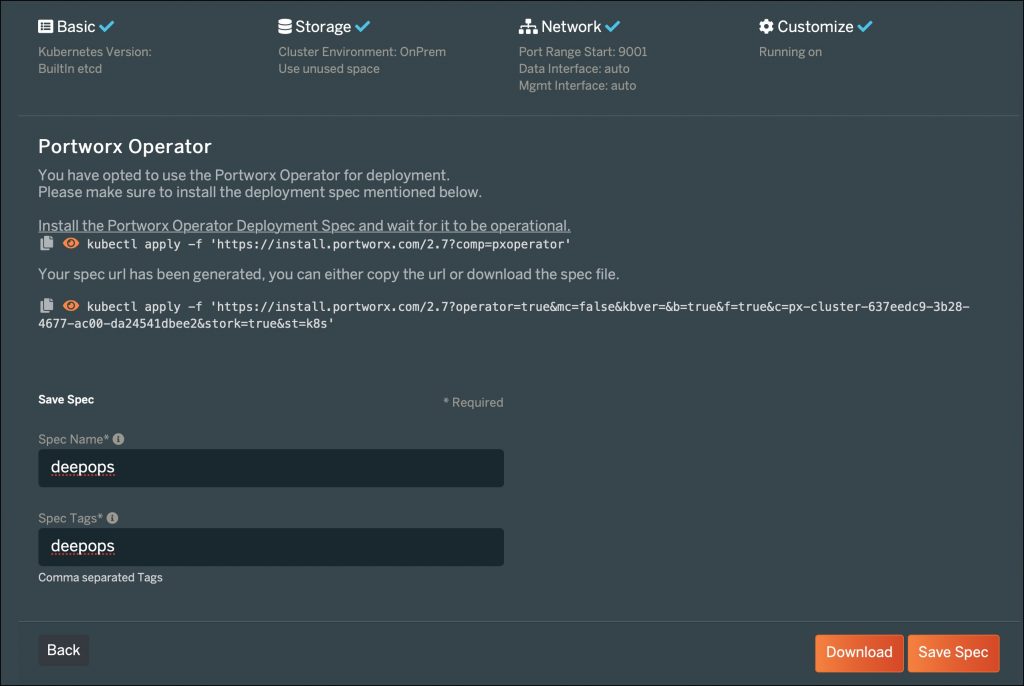 Basic
Storage
Network
Customize
Kubernetes Version:
BuiltIn etcd
Cluster Environment: OnPrem
Use unused space
Port Range Start: 9001
Data Interface: auto
Mgmt Interface: auto
Running on
Portworx Operator
You have opted to use the Portworx Operator for deployment.
Please make sure to install the deployment spec mentioned below.
Install the Portworx Operator Deployment Spec and wait for it to be operational.
kubectl apply -f 'https://install.portworx.com/2.7?comp=pxoperator'
Your spec url has been generated, you can either copy the url or download the spec file.
kubectl apply -f 'https://install.portworx.com/2.7?operator=true&mc=false&kbver=&b=true&f=true&c=px-cluster-637eedc9-3b28-
4677-ac00-da24541dbee2&stork=true&st=k8s'
Save Spec
* Required
Spec Name*
deepops
Spec Tags*
deepops
Comma separated Tags
Back
Download
Save Spec